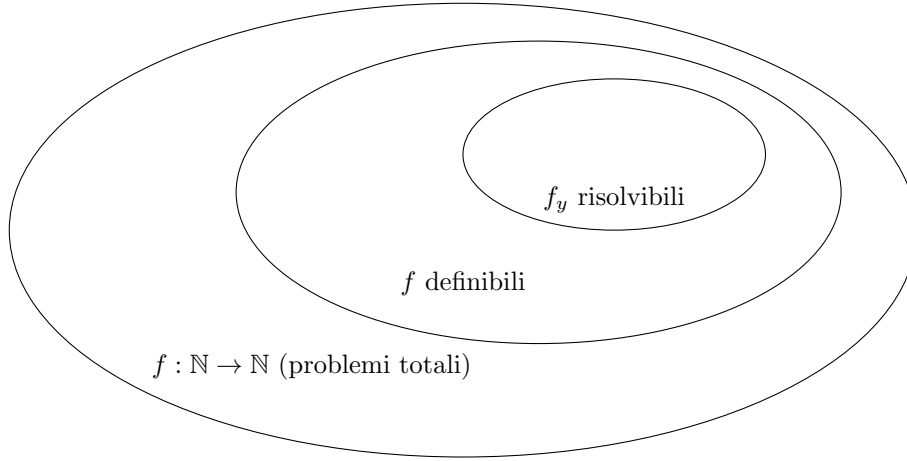 f_y risolvibili
f definibili
f : ℕ → ℕ (problemi totali)